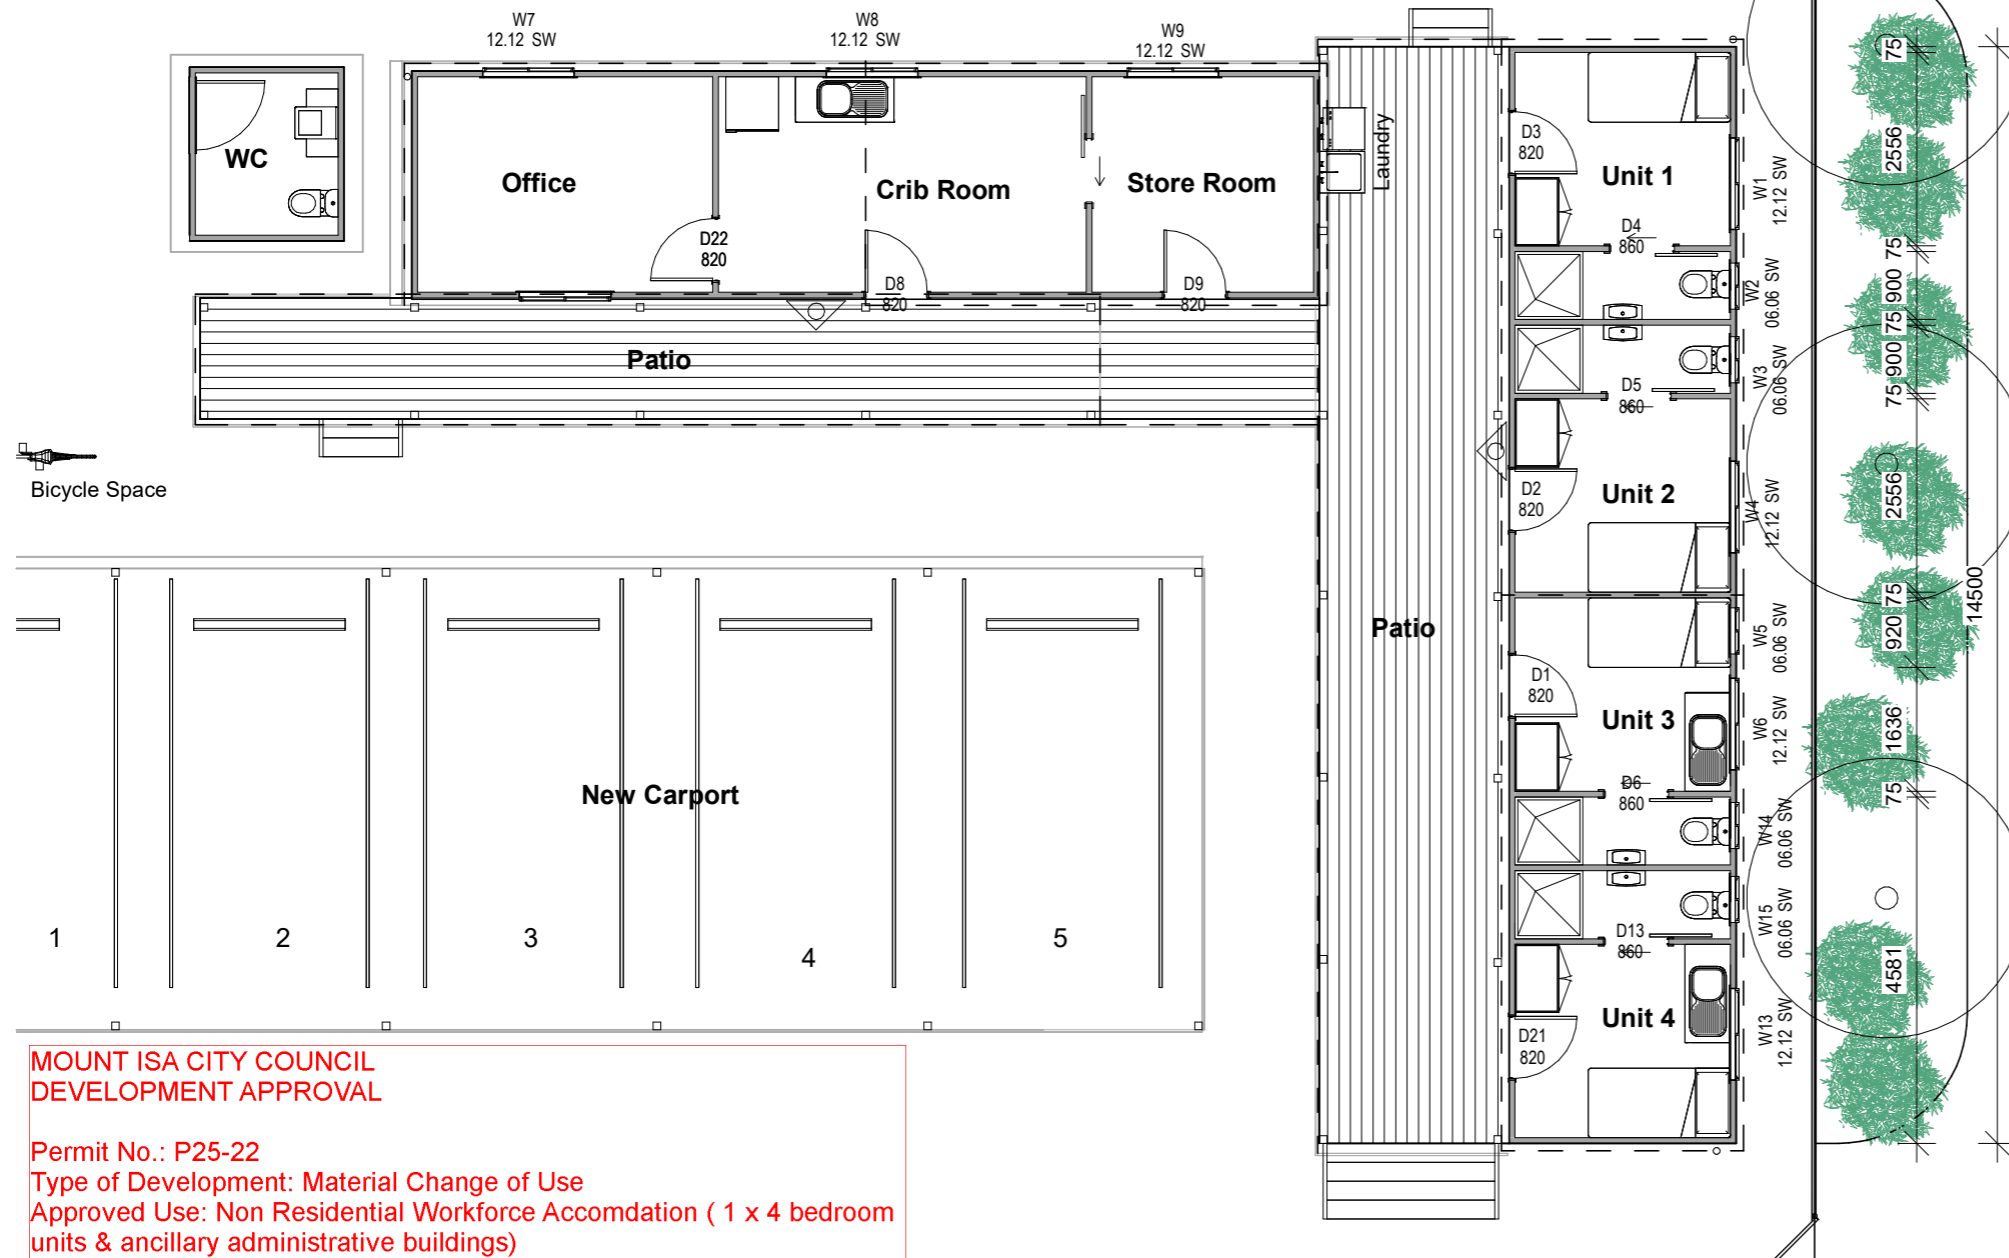 W7
12.12 SW
W8
12.12 SW
W9
12.12 SW
WC
Office
Crib Room
Store Room
Laundry
D22
820
D8
820
D9
820
Patio
Bicycle Space
D3
820
Unit 1
D4
860
W1
12.12 SW
W2
06.06 SW
W3
06.06 SW
D5
860
D2
820
Unit 2
W4
12.12 SW
Patio
W5
06.06 SW
D1
820
Unit 3
W6
12.12 SW
D6
860
W14
06.06 SW
W15
06.06 SW
D13
860
Unit 4
D21
820
W13
12.12 SW
75
2556
75
900
75
900
75
2556
75
920
1636
75
4581
14500
New Carport
1
2
3
4
5
MOUNT ISA CITY COUNCIL
DEVELOPMENT APPROVAL
Permit No.: P25-22
Type of Development: Material Change of Use
Approved Use: Non Residential Workforce Accomdation ( 1 x 4 bedroom
units & ancillary administrative buildings)